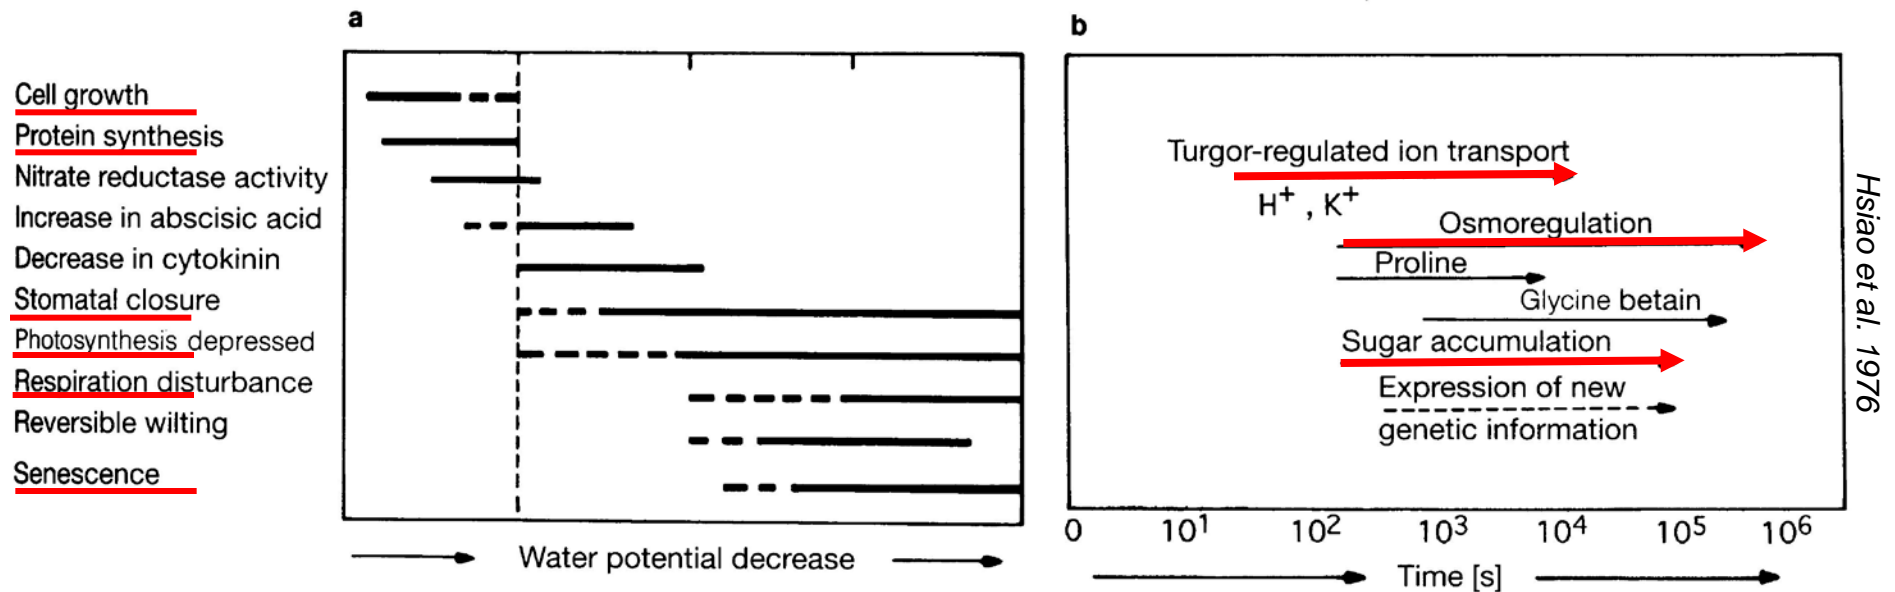 a
Cell growth
Protein synthesis
Nitrate reductase activity
Increase in abscisic acid
Decrease in cytokinin
Stomatal closure
Photosynthesis depressed
Respiration disturbance
Reversible wilting
Senescence
Water potential decrease
b
Turgor-regulated ion transport
H⁺ , K⁺
Osmoregulation
Proline
Glycine betain
Sugar accumulation
Expression of new
genetic information
0 10¹ 10² 10³ 10⁴ 10⁵ 10⁶
Time [s]
Hsiao et al. 1976